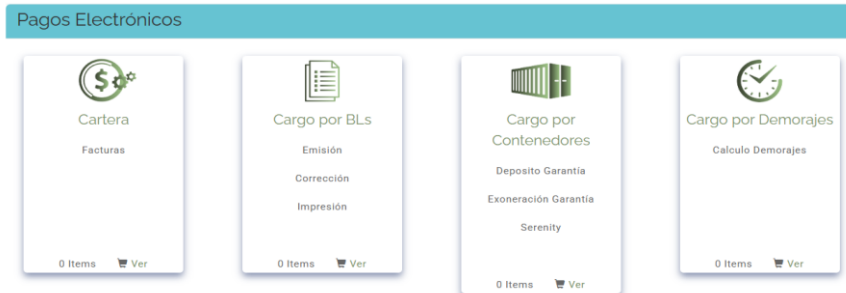 Pagos Electrónicos
Cartera
Facturas
0 Items Ver
Cargo por BLs
Emisión
Corrección
Impresión
0 Items Ver
Cargo por
Contenedores
Deposito Garantía
Exoneración Garantía
Serenity
0 Items Ver
Cargo por Demorajes
Calculo Demorajes
0 Items Ver